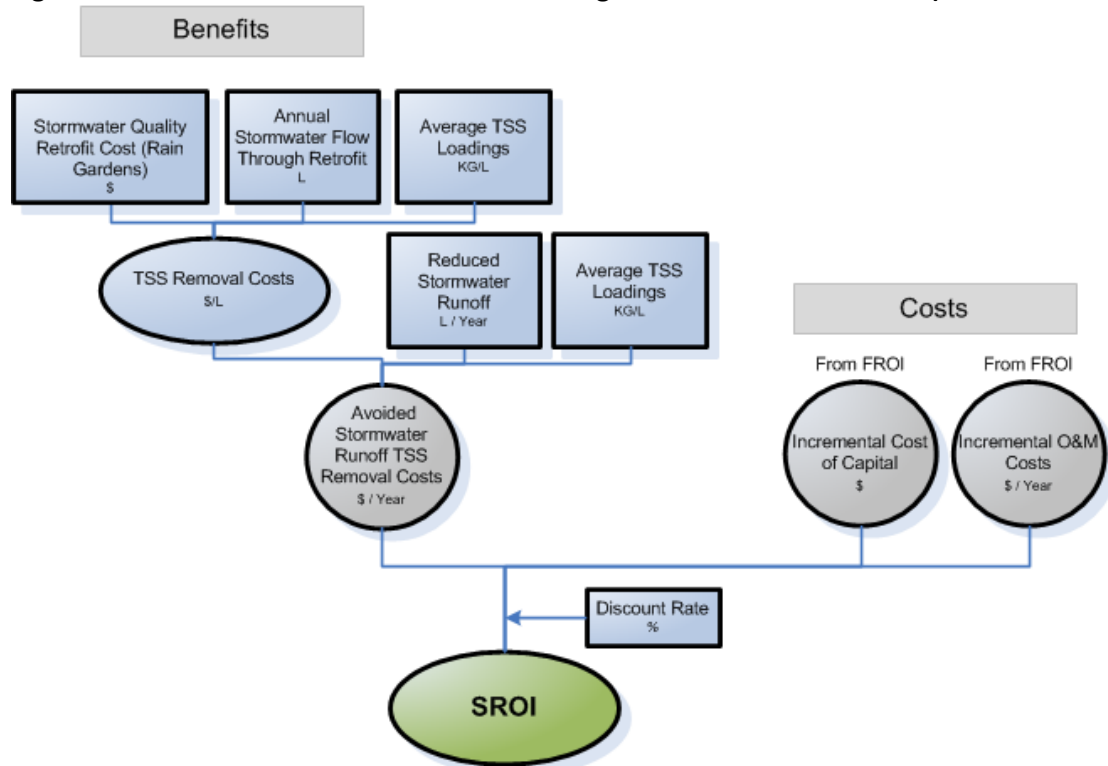 Benefits
Stormwater Quality
Retrofit Cost (Rain
Gardens)
$
Annual
Stormwater Flow
Through Retrofit
L
Average TSS
Loadings
KG/L
TSS Removal Costs
$/L
Reduced
Stormwater
Runoff
L / Year
Average TSS
Loadings
KG/L
Costs
From FROI
From FROI
Avoided
Stormwater
Runoff TSS
Removal Costs
$ / Year
Incremental Cost
of Capital
$
Incremental O&M
Costs
$ / Year
Discount Rate
%
SROI